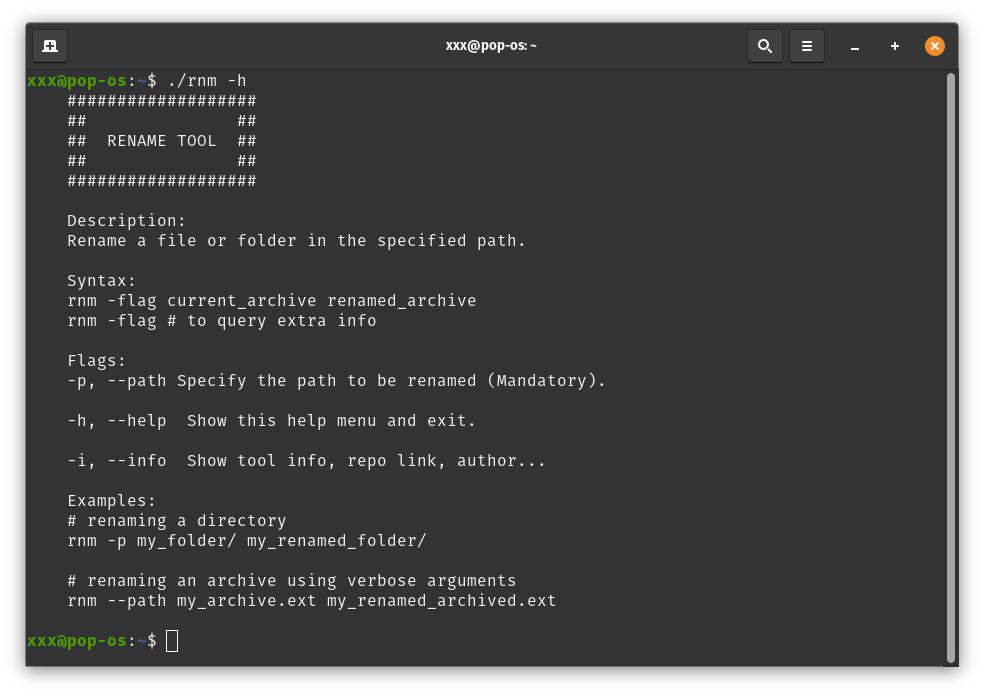 xxx@pop-os: ~
xxx@pop-os:~$ ./rnm -h
###################
##               ##
##  RENAME TOOL  ##
##               ##
###################
Description:
Rename a file or folder in the specified path.
Syntax:
rnm -flag current_archive renamed_archive
rnm -flag # to query extra info
Flags:
-p, --path Specify the path to be renamed (Mandatory).
-h, --help  Show this help menu and exit.
-i, --info  Show tool info, repo link, author...
Examples:
# renaming a directory
rnm -p my_folder/ my_renamed_folder/
# renaming an archive using verbose arguments
rnm --path my_archive.ext my_renamed_archived.ext
xxx@pop-os:~$